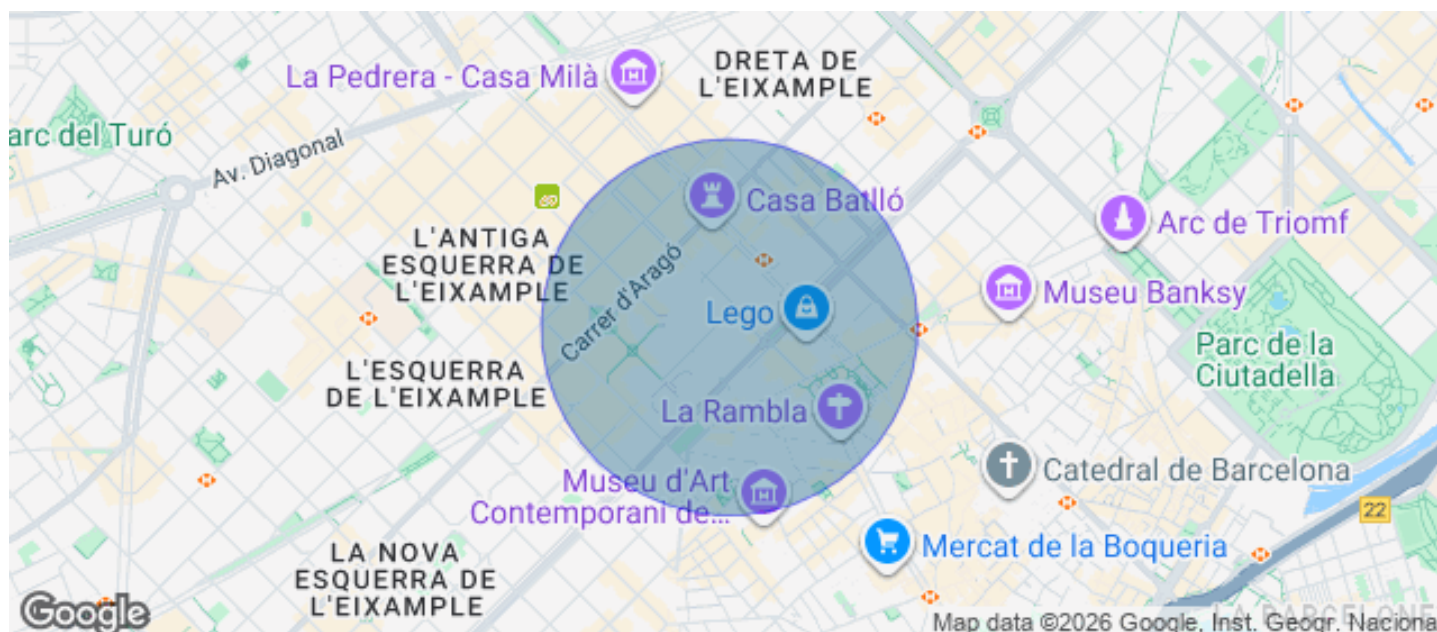 DRETA DE
L'EIXAMPLE
La Pedrera - Casa Milà
arc del Turó
Av. Diagonal
Casa Batlló
Arc de Triomf
L'ANTIGA
ESQUERRA DE
L'EIXAMPLE
Carrer d'Aragó
Museu Banksy
Lego
Parc de la
Ciutadella
L'ESQUERRA
DE L'EIXAMPLE
La Rambla
Catedral de Barcelona
Museu d'Art
Contemporani de...
22
Mercat de la Boqueria
LA NOVA
ESQUERRA DE
L'EIXAMPLE
LA BARCELONE
Google
Map data ©2026 Google, Inst. Geogr. Naciona